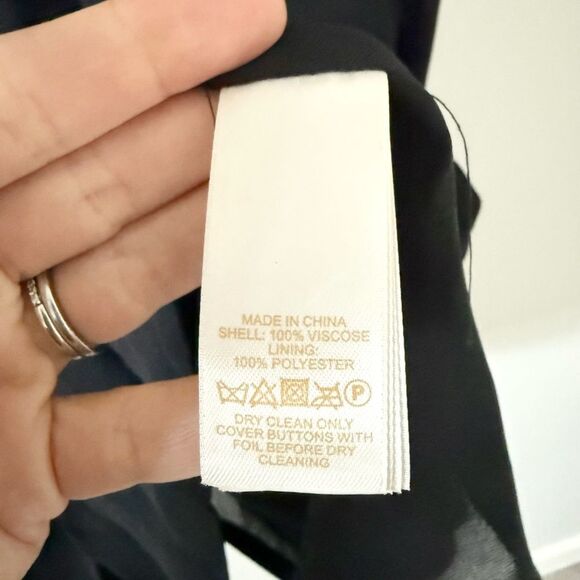 MADE IN CHINA
SHELL: 100% VISCOSE
LINING:
100% POLYESTER
P
DRY CLEAN ONLY
COVER BUTTONS WITH
FOIL BEFORE DRY
CLEANING